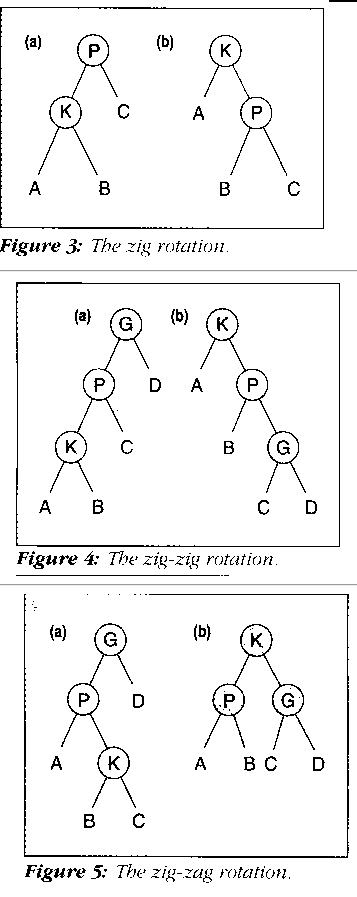 (a) P (b) K
K C A P
A B B C
Figure 3: The zig rotation.
(a) G (b) K
P D A P
K C B G
A B C D
Figure 4: The zig-zig rotation.
(a) G (b) K
P D P G
A K A B C D
B C
Figure 5: The zig-zag rotation.